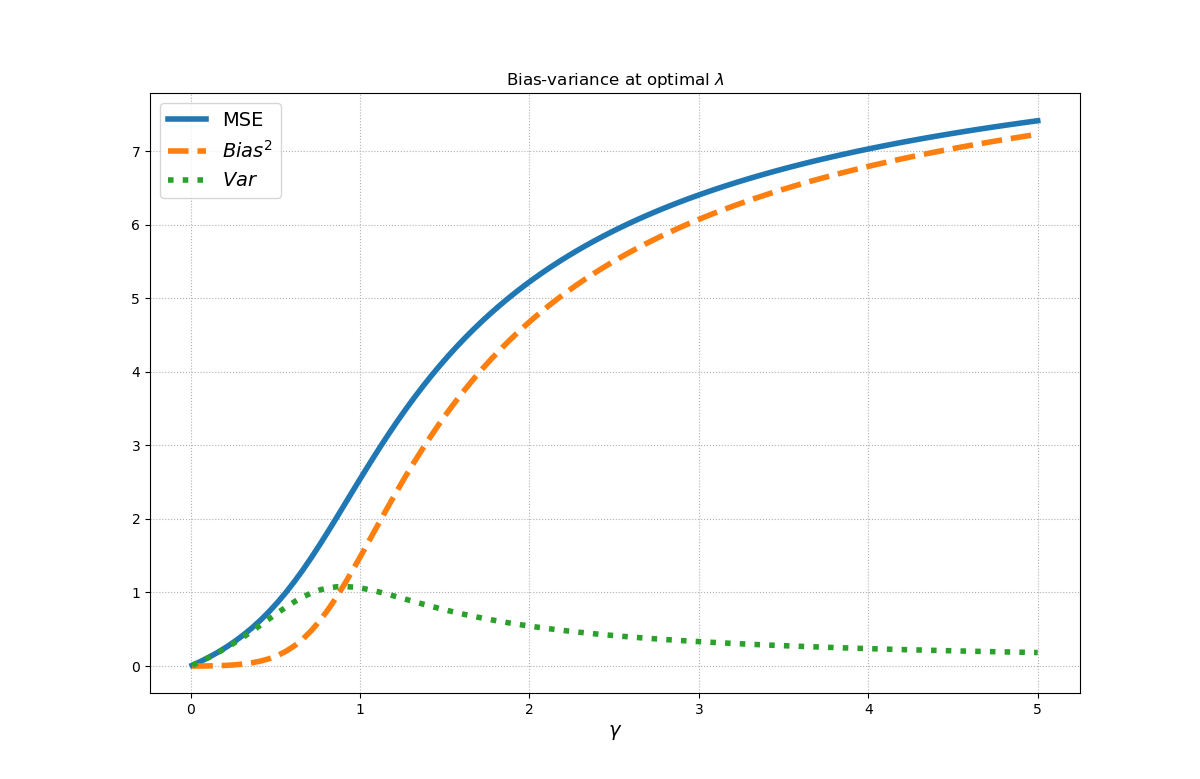 Bias-variance at optimal λ
MSE
Bias²
Var
7
6
5
4
3
2
1
0
0 1 2 3 4 5
γ